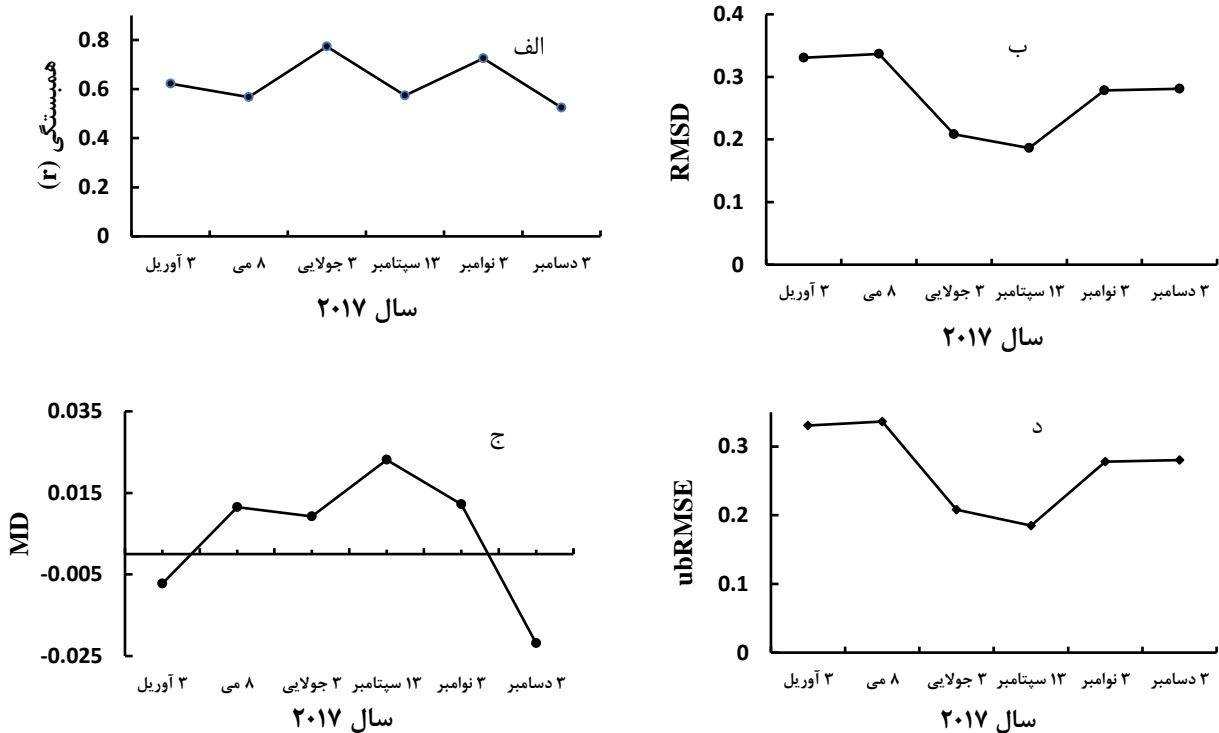 الف
همبستگی (r)
0.8
0.6
0.4
0.2
0
۳ آوریل
۸ می
۳ جولایی
۱۳ سپتامبر
۳ نوامبر
۳ دسامبر
سال ۲۰۱۷
ب
RMSD
0.4
0.3
0.2
0.1
0
۳ آوریل
۸ می
۳ جولایی
۱۳ سپتامبر
۳ نوامبر
۳ دسامبر
سال ۲۰۱۷
ج
MD
0.035
0.015
-0.005
-0.025
۳ آوریل
۸ می
۳ جولایی
۱۳ سپتامبر
۳ نوامبر
۳ دسامبر
سال ۲۰۱۷
د
ubRMSE
0.3
0.2
0.1
0
۳ آوریل
۸ می
۳ جولایی
۱۳ سپتامبر
۳ نوامبر
۳ دسامبر
سال ۲۰۱۷